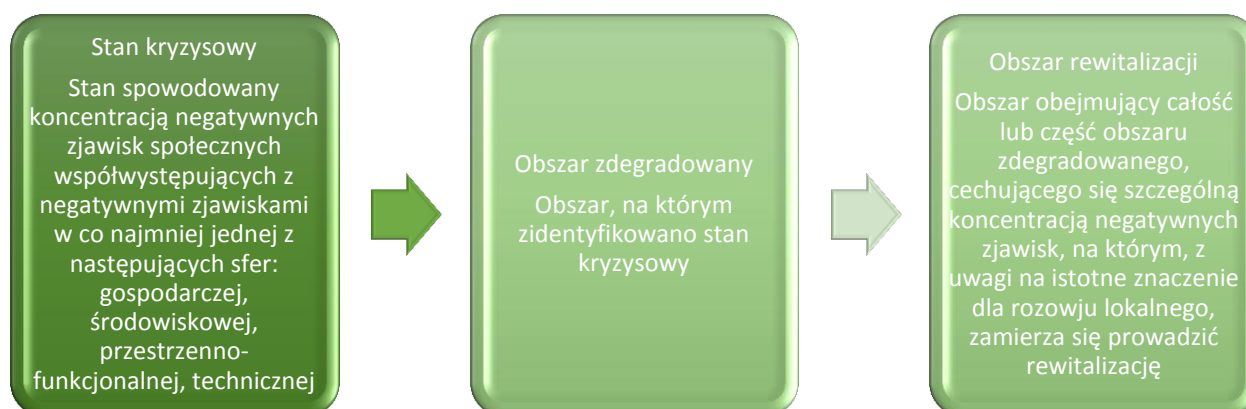 Stan kryzysowy
Stan spowodowany
koncentracją negatywnych
zjawisk społecznych
współwystępujących z
negatywnymi zjawiskami
w co najmniej jednej z
następujących sfer:
gospodarczej,
środowiskowej,
przestrzenno-
funkcjonalnej, technicznej
Obszar zdegradowany
Obszar, na którym
zidentyfikowano stan
kryzysowy
Obszar rewitalizacji
Obszar obejmujący całość
lub część obszaru
zdegradowanego,
cechującego się szczególną
koncentracją negatywnych
zjawisk, na którym, z
uwagi na istotne znaczenie
dla rozowju lokalnego,
zamierza się prowadzić
rewitalizację